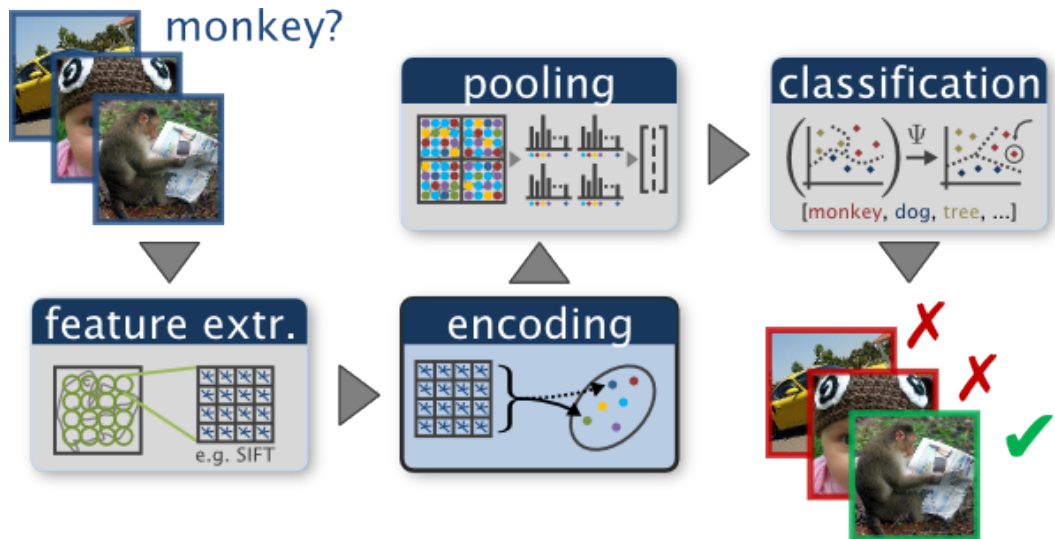 monkey?
feature extr.
e.g. SIFT
encoding
pooling
classification
Ψ
[monkey, dog, tree, ...]